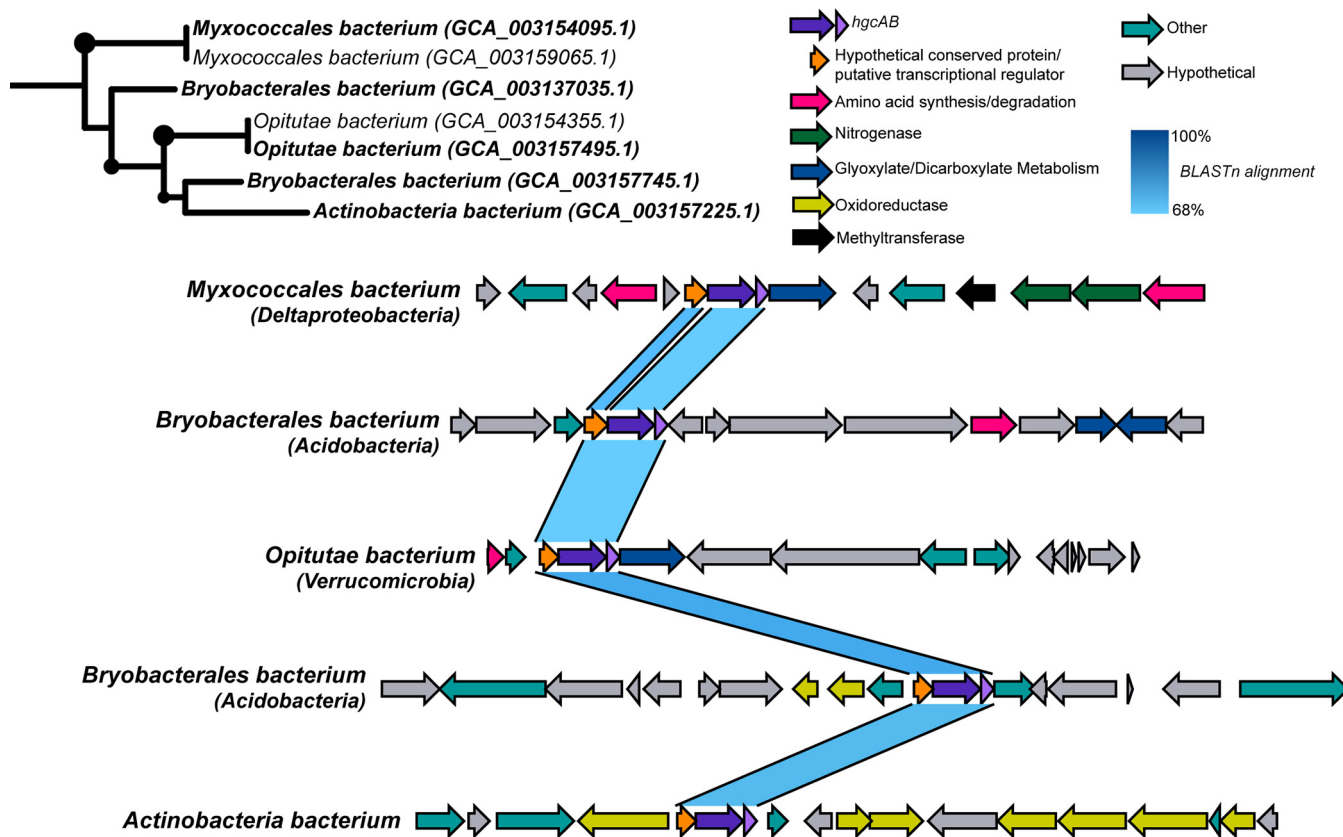 Myxococcales bacterium (GCA_003154095.1)
Myxococcales bacterium (GCA_003159065.1)
Bryobacterales bacterium (GCA_003137035.1)
Opitutae bacterium (GCA_003154355.1)
Opitutae bacterium (GCA_003157495.1)
Bryobacterales bacterium (GCA_003157745.1)
Actinobacteria bacterium (GCA_003157225.1)
hgcAB
Hypothetical conserved protein/
putative transcriptional regulator
Amino acid synthesis/degradation
Nitrogenase
Glyoxylate/Dicarboxylate Metabolism
Oxidoreductase
Methyltransferase
Other
Hypothetical
100%
BLASTn alignment
68%
Myxococcales bacterium
(Deltaproteobacteria)
Bryobacterales bacterium
(Acidobacteria)
Opitutae bacterium
(Verrucomicrobia)
Bryobacterales bacterium
(Acidobacteria)
Actinobacteria bacterium